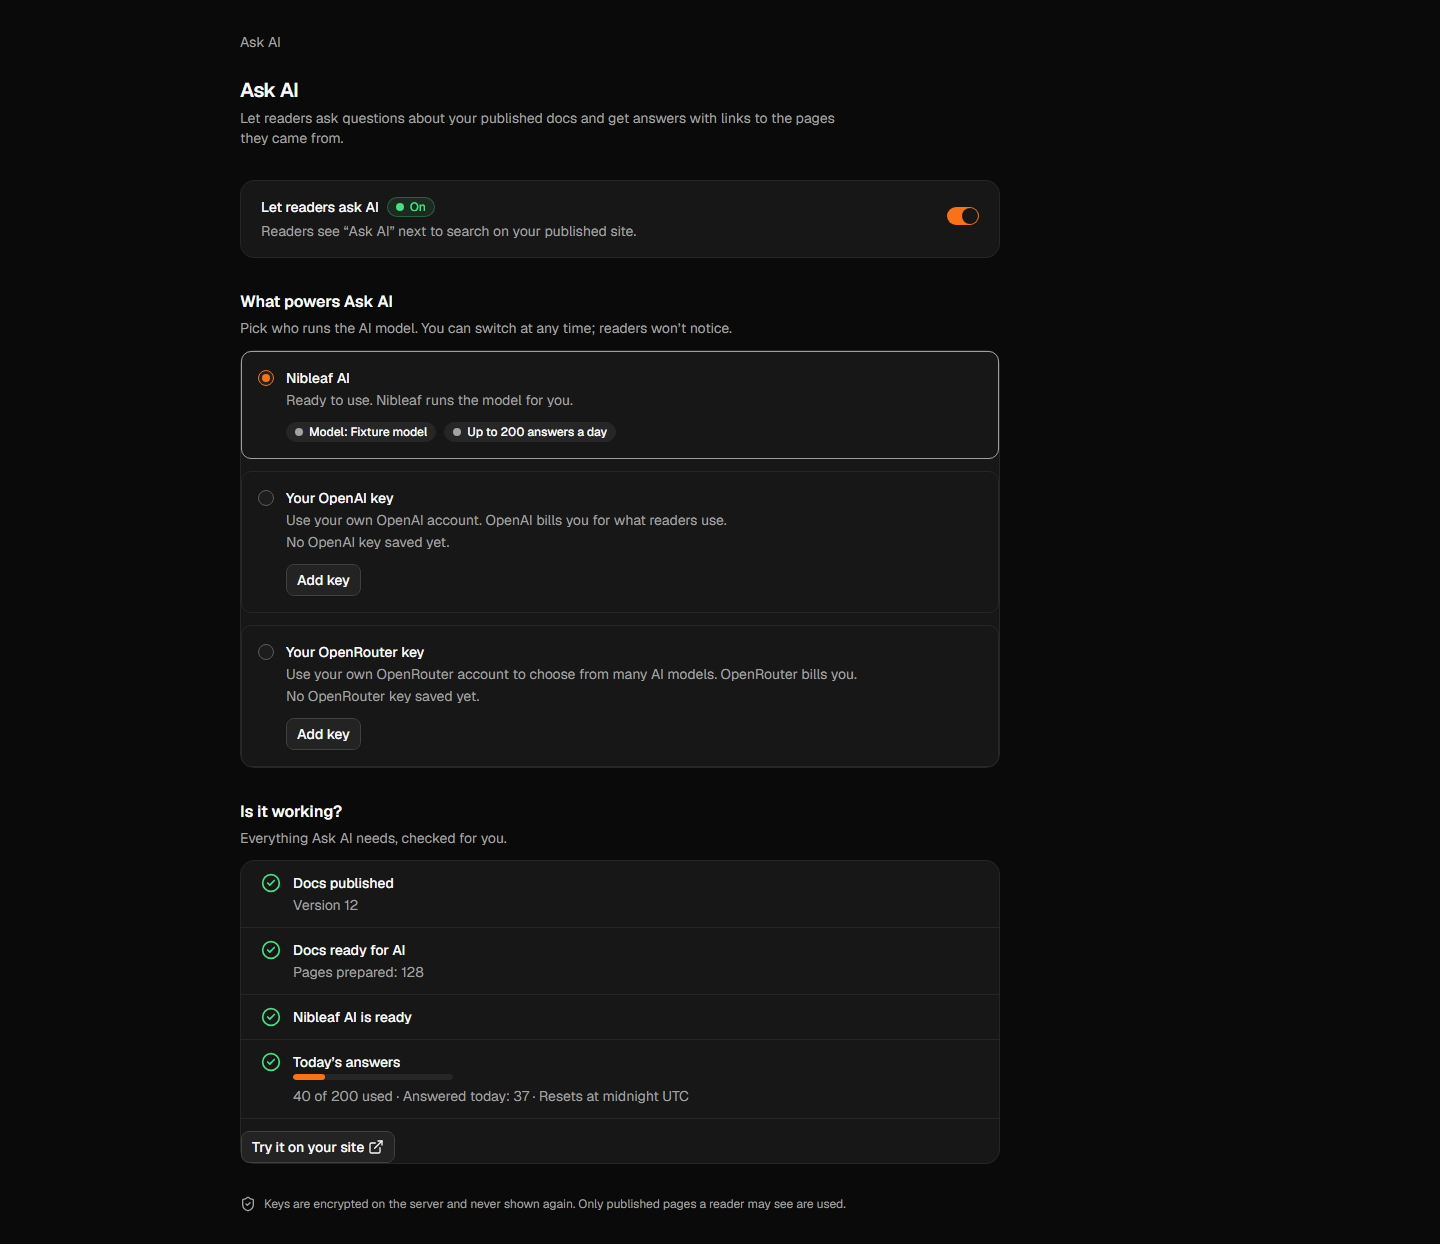 Ask AI
Ask AI
Let readers ask questions about your published docs and get answers with links to the pages
they came from.
Let readers ask AI
On
Readers see “Ask AI” next to search on your published site.
What powers Ask AI
Pick who runs the AI model. You can switch at any time; readers won't notice.
Nibleaf AI
Ready to use. Nibleaf runs the model for you.
Model: Fixture model
Up to 200 answers a day
Your OpenAI key
Use your own OpenAI account. OpenAI bills you for what readers use.
No OpenAI key saved yet.
Add key
Your OpenRouter key
Use your own OpenRouter account to choose from many AI models. OpenRouter bills you.
No OpenRouter key saved yet.
Add key
Is it working?
Everything Ask AI needs, checked for you.
Docs published
Version 12
Docs ready for AI
Pages prepared: 128
Nibleaf AI is ready
Today's answers
40 of 200 used · Answered today: 37 · Resets at midnight UTC
Try it on your site
Keys are encrypted on the server and never shown again. Only published pages a reader may see are used.